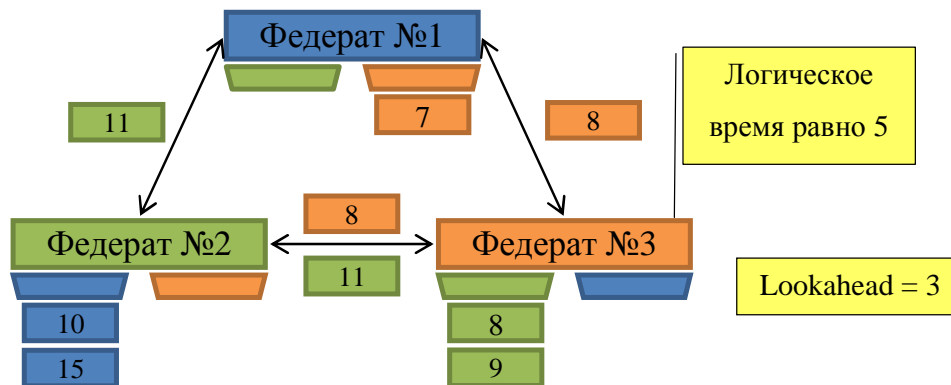 Федерат №1
Логическое
время равно 5
11
7
8
8
Федерат №2
Федерат №3
11
Lookahead = 3
10
8
15
9